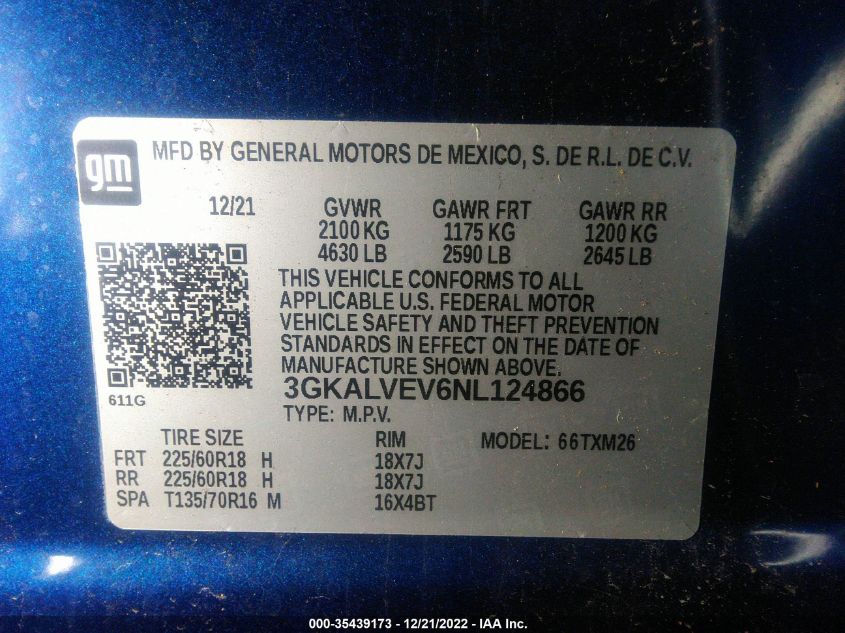 gm
MFD BY GENERAL MOTORS DE MEXICO, S. DE R.L. DE C.V.
12/21 GVWR GAWR FRT GAWR RR
2100 KG 1175 KG 1200 KG
4630 LB 2590 LB 2645 LB
THIS VEHICLE CONFORMS TO ALL
APPLICABLE U.S. FEDERAL MOTOR
VEHICLE SAFETY AND THEFT PREVENTION
STANDARDS IN EFFECT ON THE DATE OF
MANUFACTURE SHOWN ABOVE.
611G
3GKALVEV6NL124866
TYPE: M.P.V.
TIRE SIZE RIM MODEL: 66TXM26
FRT 225/60R18 H 18X7J
RR 225/60R18 H 18X7J
SPA T135/70R16 M 16X4BT
000-35439173 - 12/21/2022 - IAA Inc.